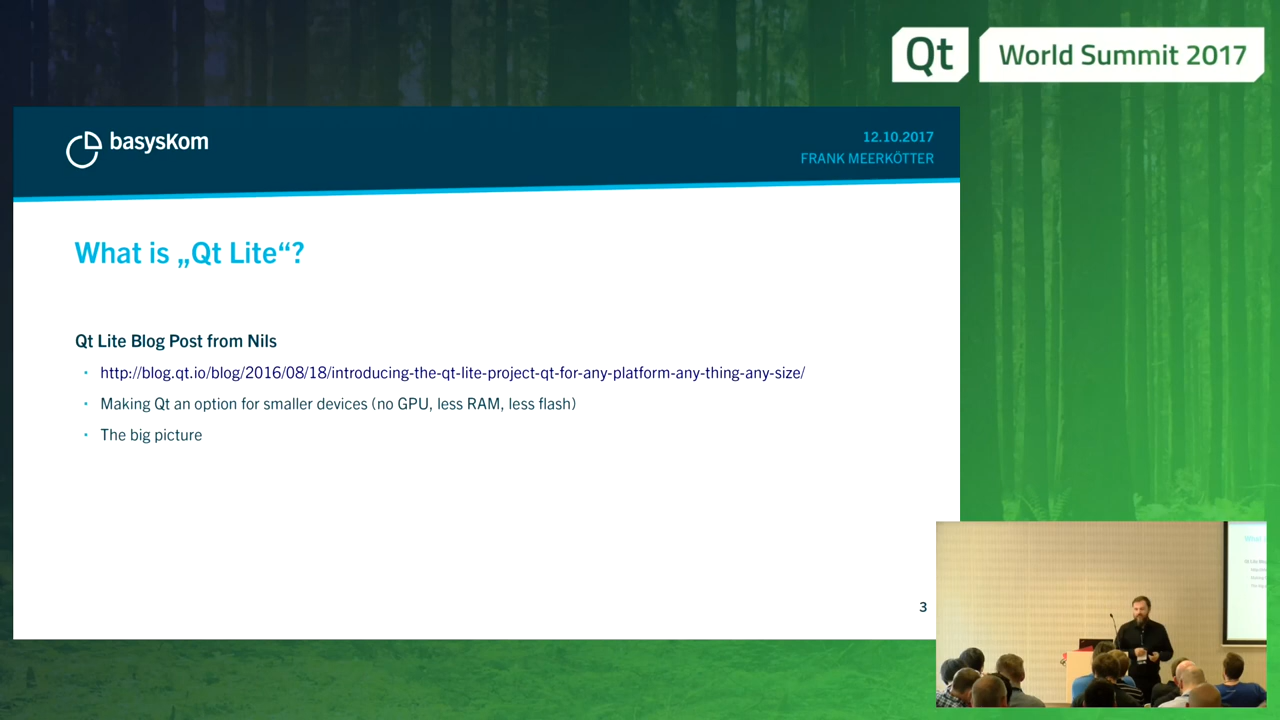 Qt World Summit 2017
basysKom
12.10.2017
FRANK MEERKÖTTER
What is „Qt Lite“?
Qt Lite Blog Post from Nils
• http://blog.qt.io/blog/2016/08/18/introducing-the-qt-lite-project-qt-for-any-platform-any-thing-any-size/
• Making Qt an option for smaller devices (no GPU, less RAM, less flash)
• The big picture
3